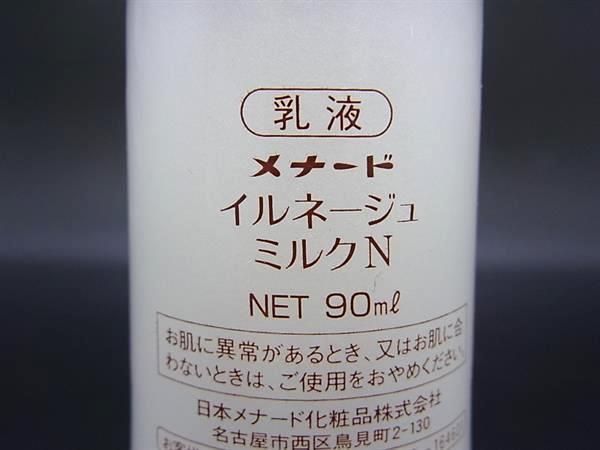 乳液
メナード
イルネージュ
ミルクN
NET 90mℓ
お肌に異常があるとき、又はお肌に合
わないときは、ご使用をおやめください。
日本メナード化粧品株式会社
名古屋市西区鳥見町2-130